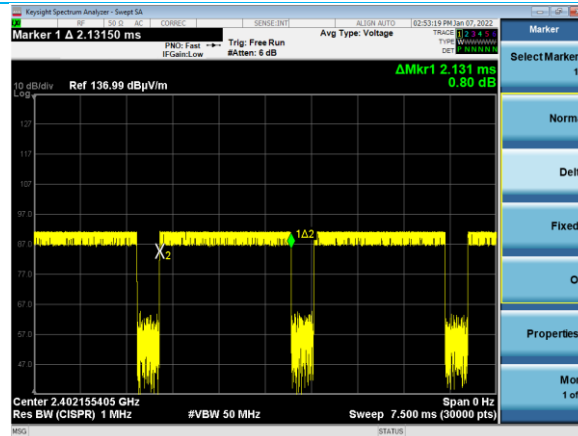 Keysight Spectrum Analyzer - Swept SA
RF 50 Ω AC CORREC SENSE:INT ALIGN AUTO 02:53:19 PM Jan 07, 2022
Marker 1 Δ 2.13150 ms
PNO: Fast
IFGain:Low
Trig: Free Run
#Atten: 6 dB
Avg Type: Voltage
TRACE 1 2 3 4 5
TYPE
DET P N N N N N
ΔMkr1 2.131 ms
0.80 dB
10 dB/div Ref 136.99 dBµV/m
Log
127
117
107
97.0
87.0
77.0
67.0
57.0
47.0
1Δ2
X2
Center 2.402155405 GHz
Span 0 Hz
Res BW (CISPR) 1 MHz
#VBW 50 MHz
Sweep 7.500 ms (30000 pts)
MSG
STATUS
Marker
Select Marker
1
Norm
Delt
Fixed
O
Properties
Mo
1 of